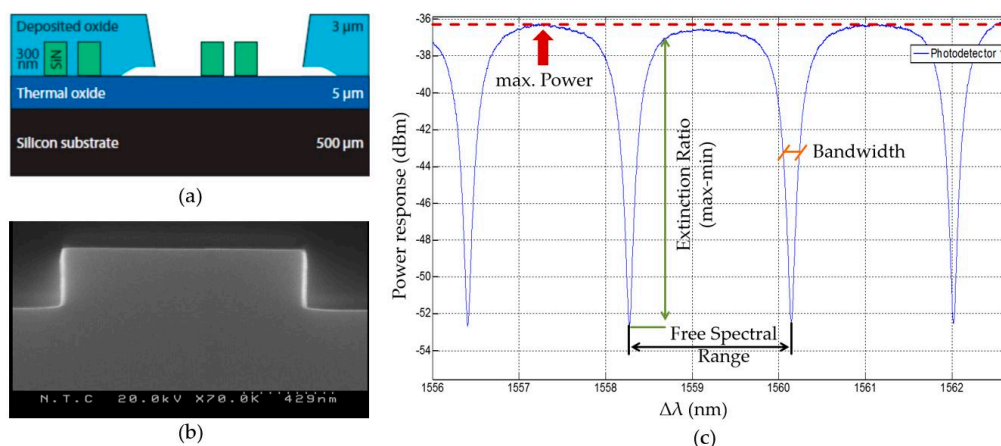 Deposited oxide 3 μm
300
nm
SiN
Thermal oxide 5 μm
Silicon substrate 500 μm
(a)
N.T.C 20.0kV X70.0K 429nm
(b)
-36
-38
-40
-42
-44
-46
-48
-50
-52
-54
Power response (dBm)
max. Power
Extinction Ratio
(max-min)
Photodetector
Bandwidth
Free Spectral
Range
1556 1557 1558 1559 1560 1561 1562
Δλ (nm)
(c)